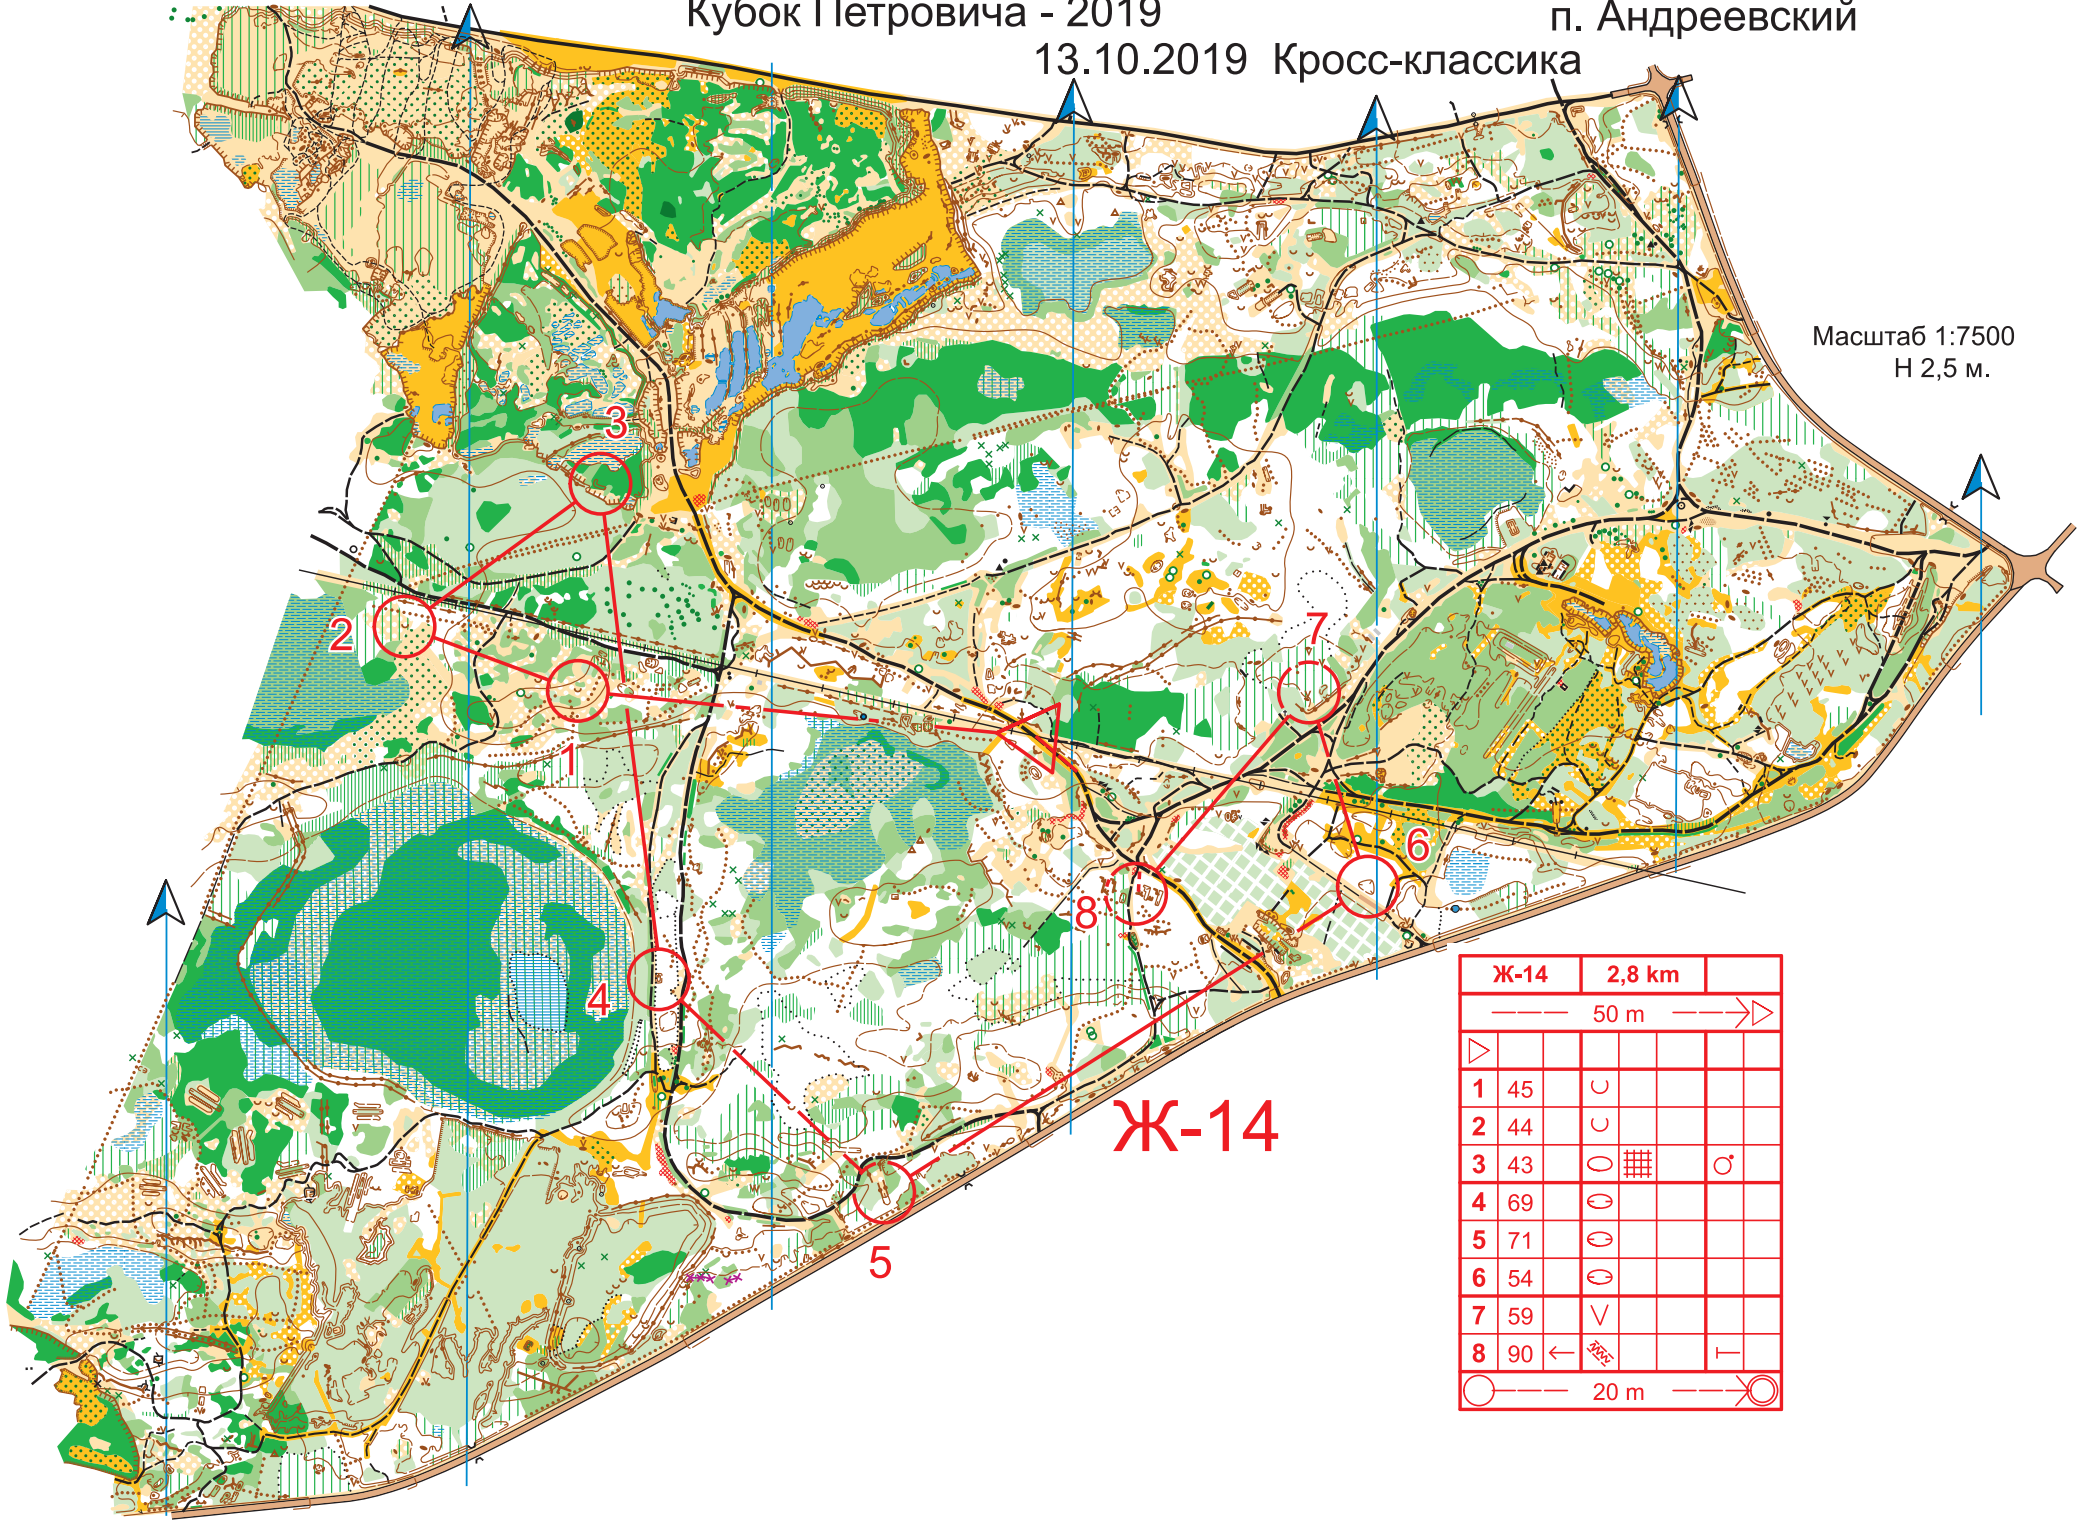 Кубок Петровича - 2019
п. Андреевский
13.10.2019 Кросс-классика
Масштаб 1:7500
Н 2,5 м.
3
2
1
7
6
8
4
5
Ж-14
Ж-14 2,8 km
50 m
1 45
2 44
3 43
4 69
5 71
6 54
7 59
8 90
20 m